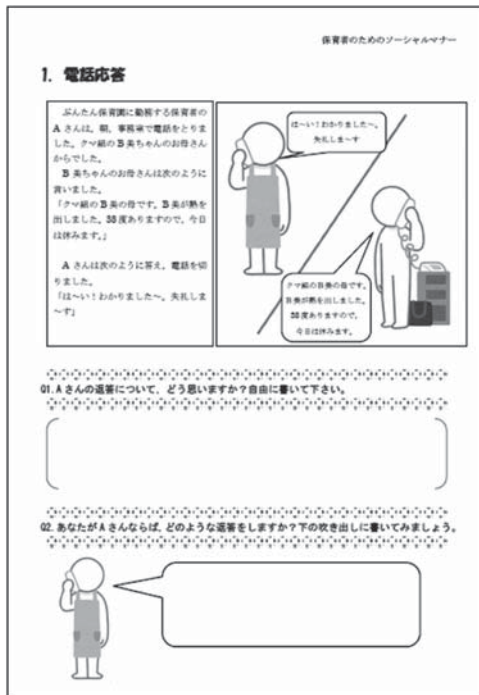 保育者のためのソーシャルマナー
1. 電話応答
ぶんたん保育園に勤務する保育者の
Aさんは、朝、事務室で電話をとりま
した。クマ組のB美ちゃんのお母さん
からでした。
B美ちゃんのお母さんは次のように
言いました。
「クマ組のB美の母です。B美が熱を
出しました。38度ありますので、今日
は休みます。」
Aさんは次のように答え、電話を切
りました。
「は～い！わかりました～。失礼しま
～す」
は～い！わかりました～。
失礼しま～す
クマ組のB美の母です。
B美が熱を出しました。
38度ありますので、
今日は休みます。
Q1.Aさんの返答について、どう思いますか？自由に書いて下さい。
Q2.あなたがAさんならば、どのような返答をしますか？下の吹き出しに書いてみましょう。